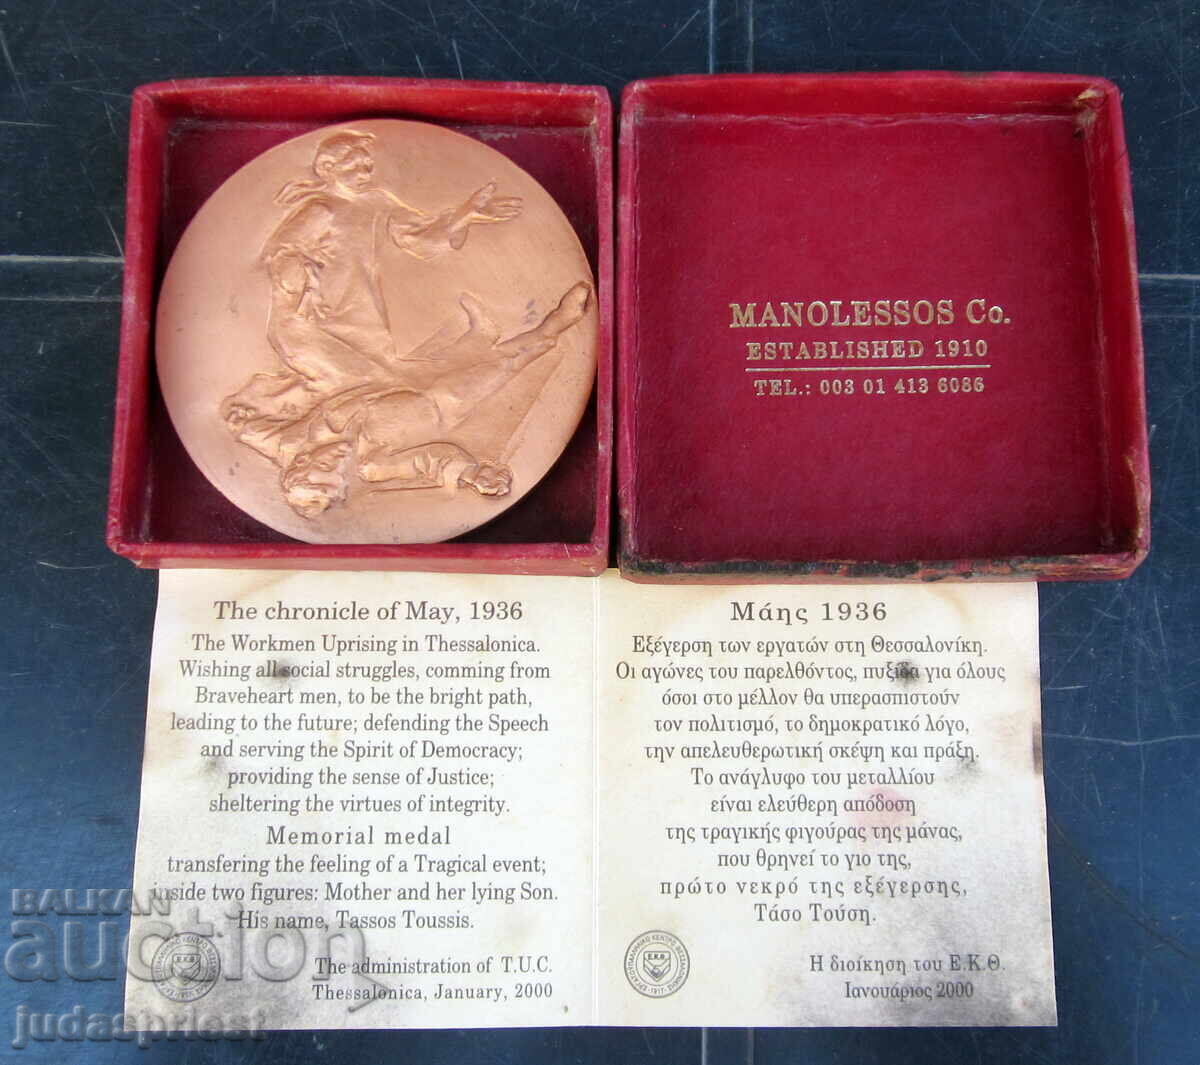 MANOLESSOS Co.
ESTABLISHED 1910
TEL.: 003 01 413 6086
The chronicle of May, 1936
The Workmen Uprising in Thessalonica.
Wishing all social struggles, comming from
Braveheart men, to be the bright path,
leading to the future; defending the Speech
and serving the Spirit of Democracy;
providing the sense of Justice;
sheltering the virtues of integrity.
Memorial medal
transfering the feeling of a Tragical event;
inside two figures: Mother and her lying Son.
His name, Tassos Toussis.
The administration of T.U.C.
Thessalonica, January, 2000
Μάης 1936
Εξέγερση των εργατών στη Θεσσαλονίκη.
Οι αγώνες του παρελθόντος, πυξίδα για όλους
όσοι στο μέλλον θα υπερασπιστούν
τον πολιτισμό, το δημοκρατικό λόγο,
την απελευθερωτική σκέψη και πράξη.
Το ανάγλυφο του μεταλλίου
είναι ελεύθερη απόδοση
της τραγικής φιγούρας της μάνας,
που θρηνεί το γιο της,
πρώτο νεκρό της εξέγερσης,
Τάσο Τούση.
Η διοίκηση του Ε.Κ.Θ.
Ιανουάριος 2000
ΕΡΓΑΤΟΫΠΑΛΛΗΛΙΚΟ ΚΕΝΤΡΟ ΘΕΣΣΑΛΟΝΙΚΗΣ
Ε.Κ.Θ.
1917
BALKAN
auction
judaspriest